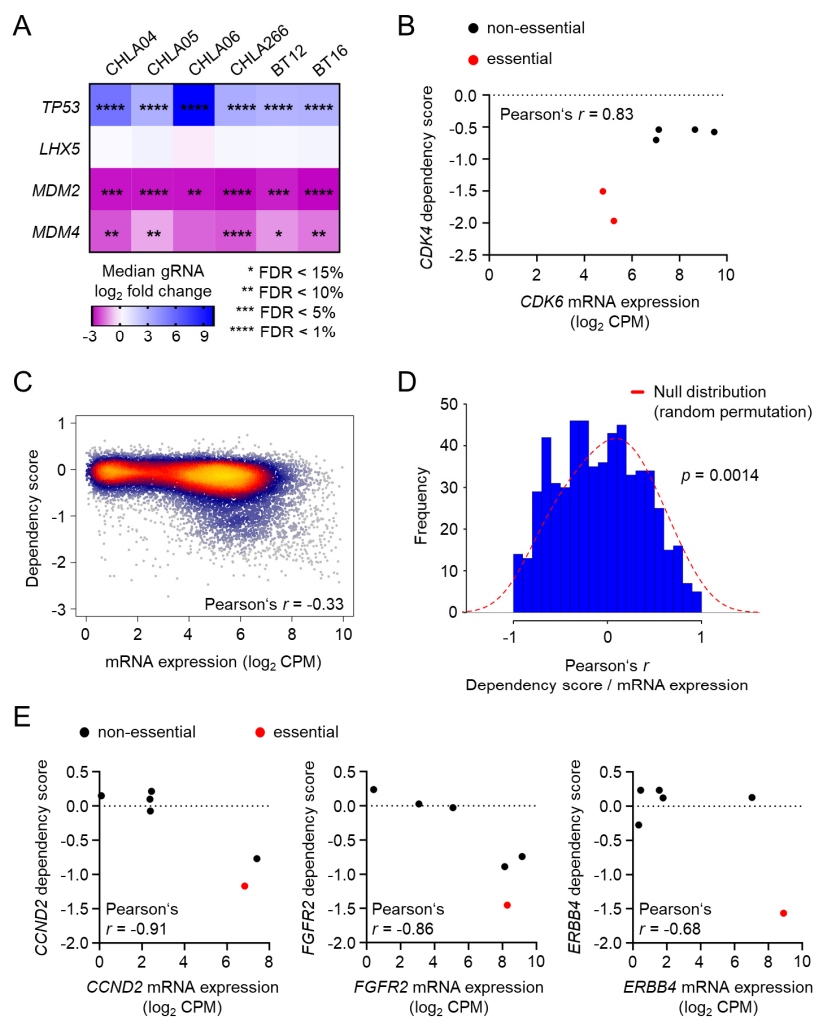 A
CHLA04
CHLA05
CHLA06
CHLA266
BT12
BT16
TP53 **** **** **** **** **** ****
LHX5
MDM2 *** **** ** **** *** ****
MDM4 ** ** **** * **
Median gRNA
log2 fold change
-3 0 3 6 9
* FDR < 15%
** FDR < 10%
*** FDR < 5%
**** FDR < 1%
B
non-essential
essential
Pearson‘s r = 0.83
CDK4 dependency score
0.0
-0.5
-1.0
-1.5
-2.0
-2.5
0 2 4 6 8 10
CDK6 mRNA expression
(log2 CPM)
C
Dependency score
1
0
-1
-2
-3
Pearson‘s r = -0.33
0 2 4 6 8 10
mRNA expression (log2 CPM)
D
Null distribution
(random permutation)
p = 0.0014
Frequency
50
40
30
20
10
0
-1 0 1
Pearson‘s r
Dependency score / mRNA expression
E
non-essential
essential
CCND2 dependency score
0.5
0.0
-0.5
-1.0
-1.5
-2.0
Pearson‘s
r = -0.91
0 2 4 6 8
CCND2 mRNA expression
(log2 CPM)
FGFR2 dependency score
0.5
0.0
-0.5
-1.0
-1.5
-2.0
Pearson‘s
r = -0.86
0 2 4 6 8 10
FGFR2 mRNA expression
(log2 CPM)
ERBB4 dependency score
0.5
0.0
-0.5
-1.0
-1.5
-2.0
Pearson‘s
r = -0.68
0 2 4 6 8 10
ERBB4 mRNA expression
(log2 CPM)